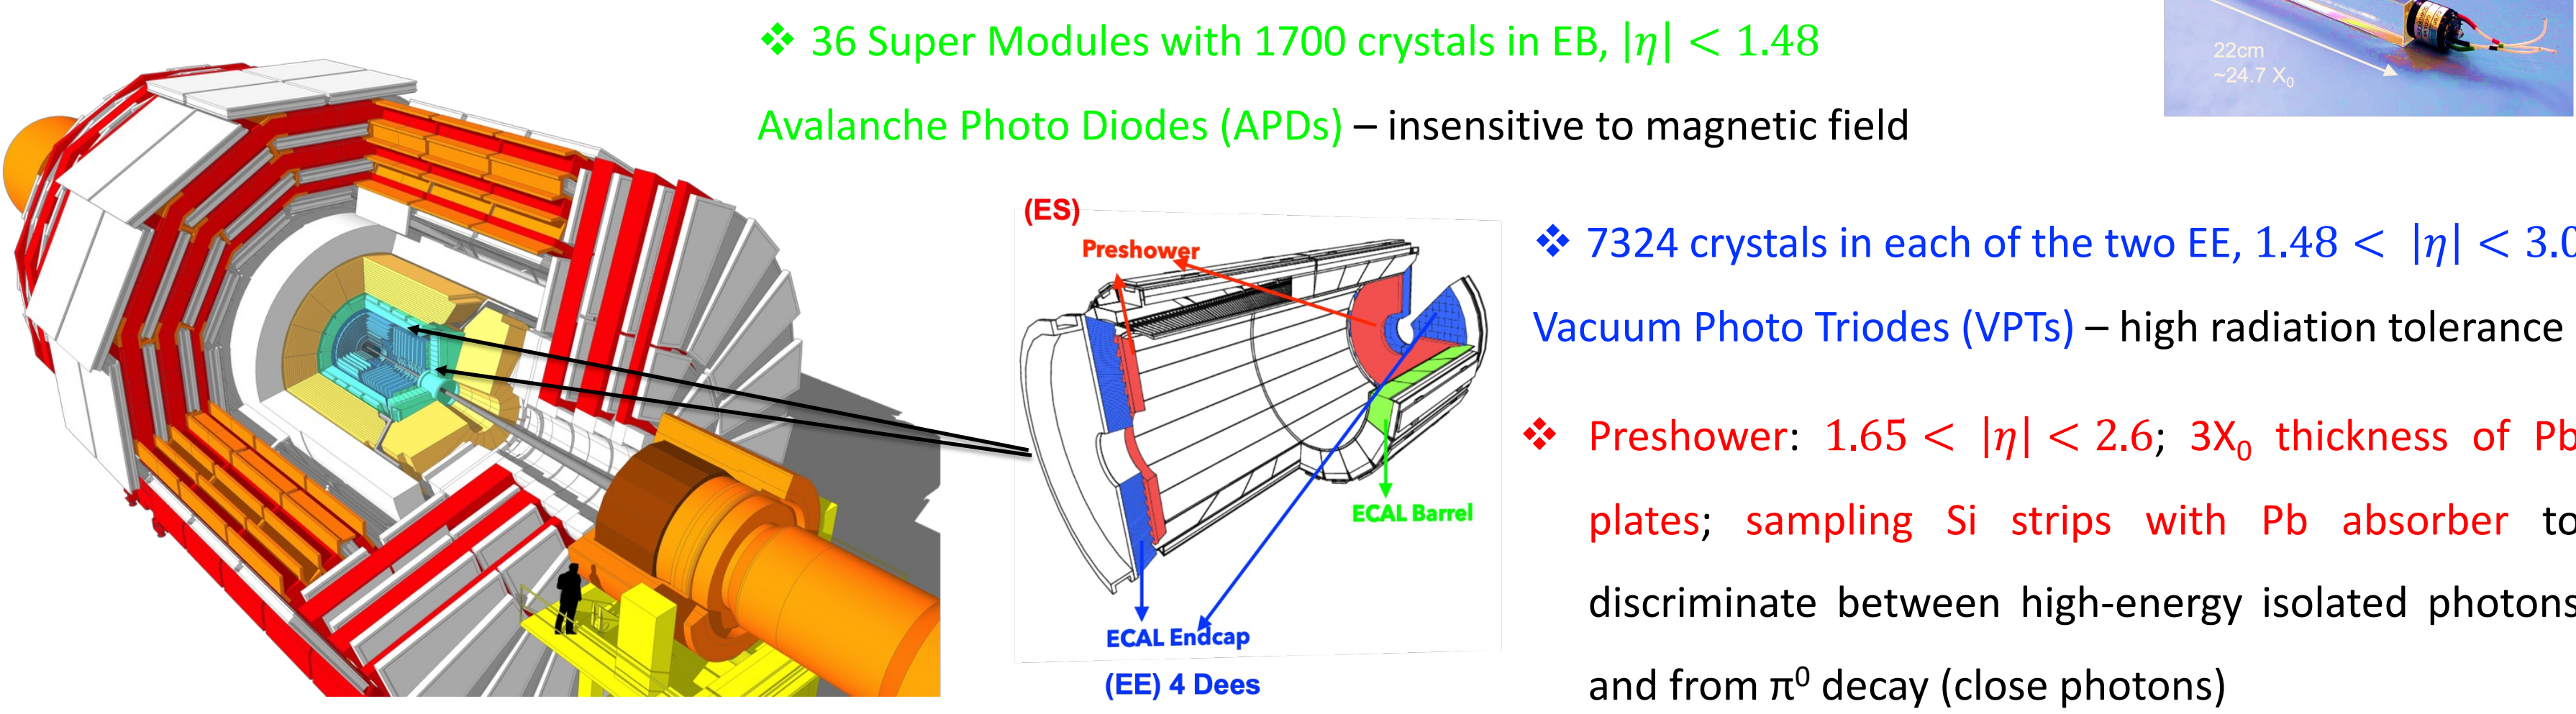 ❖ 36 Super Modules with 1700 crystals in EB, |η| < 1.48
Avalanche Photo Diodes (APDs) – insensitive to magnetic field
22cm
~24.7 X₀
(ES)
Preshower
ECAL Barrel
ECAL Endcap
(EE) 4 Dees
❖ 7324 crystals in each of the two EE, 1.48 < |η| < 3.0
Vacuum Photo Triodes (VPTs) – high radiation tolerance
❖ Preshower: 1.65 < |η| < 2.6; 3X₀ thickness of Pb
plates; sampling Si strips with Pb absorber to
discriminate between high-energy isolated photons
and from π⁰ decay (close photons)